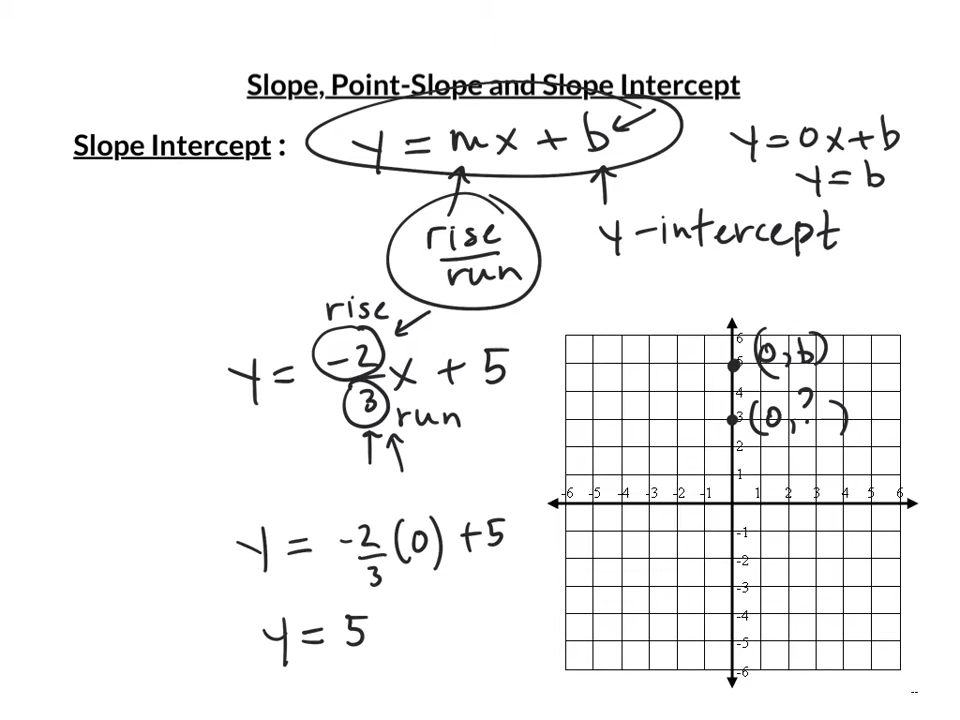 Slope, Point-Slope and Slope Intercept
Slope Intercept : y = mx + b
y = 0x + b
y = b
rise
run
y-intercept
rise
y = -2/3 x + 5
run
y = -2/3 (0) + 5
y = 5
6
(0, b)
5
4
3 (0, ?)
2
1
-6 -5 -4 -3 -2 -1 1 2 3 4 5 6
-1
-2
-3
-4
-5
-6